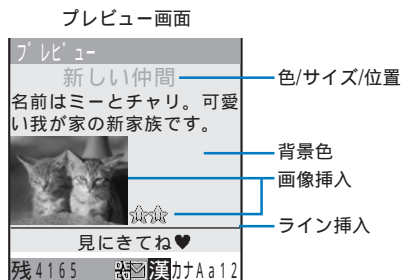 プレビュー画面
プレビュー
新しい仲間
色/サイズ/位置
名前はミーとチャリ。可愛
い我が家の新家族です。
背景色
画像挿入
ライン挿入
見にきてね♥
残4165 漢カナAa12